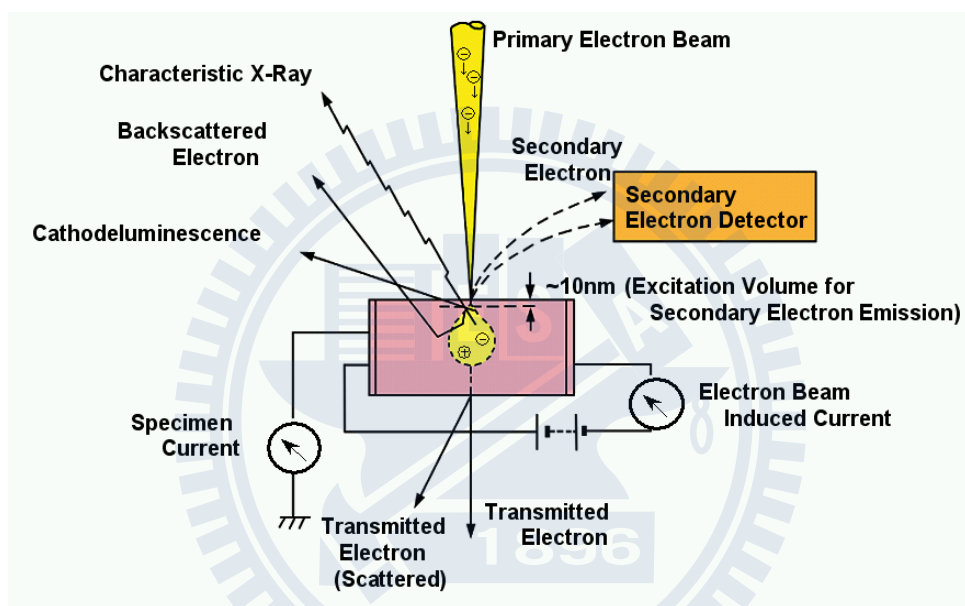 Primary Electron Beam
Characteristic X-Ray
Backscattered
Electron
Secondary
Electron
Secondary
Electron Detector
Cathodeluminescence
~10nm (Excitation Volume for
Secondary Electron Emission)
Electron Beam
Induced Current
Specimen
Current
Transmitted
Electron
(Scattered)
Transmitted
Electron
1896